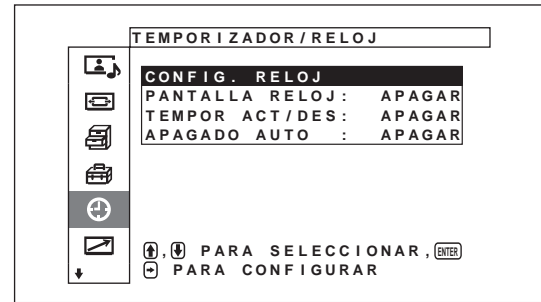 TEMPORIZADOR/RELOJ
CONFIG. RELOJ
PANTALLA RELOJ: APAGAR
TEMPOR ACT/DES: APAGAR
APAGADO AUTO : APAGAR
, PARA SELECCIONAR, ENTER
PARA CONFIGURAR